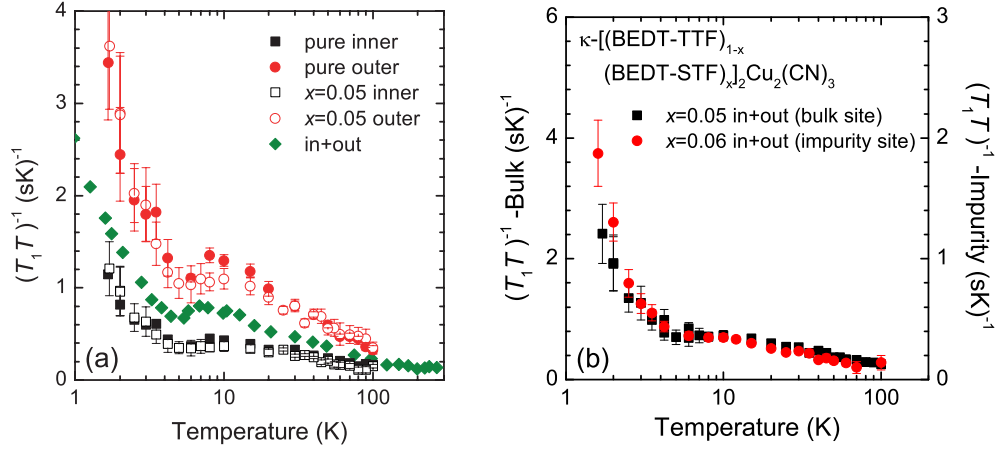 4
3
2
1
0
1
10
100
(T₁T)⁻¹ (sK)⁻¹
Temperature (K)
pure inner
pure outer
x=0.05 inner
x=0.05 outer
in+out
(a)
6
4
2
0
1
10
100
(T₁T)⁻¹ -Bulk (sK)⁻¹
Temperature (K)
κ-[(BEDT-TTF)₁₋ₓ
(BEDT-STF)ₓ]₂Cu₂(CN)₃
x=0.05 in+out (bulk site)
x=0.06 in+out (impurity site)
(b)
3
2
1
0
(T₁T)⁻¹ -Impurity (sK)⁻¹